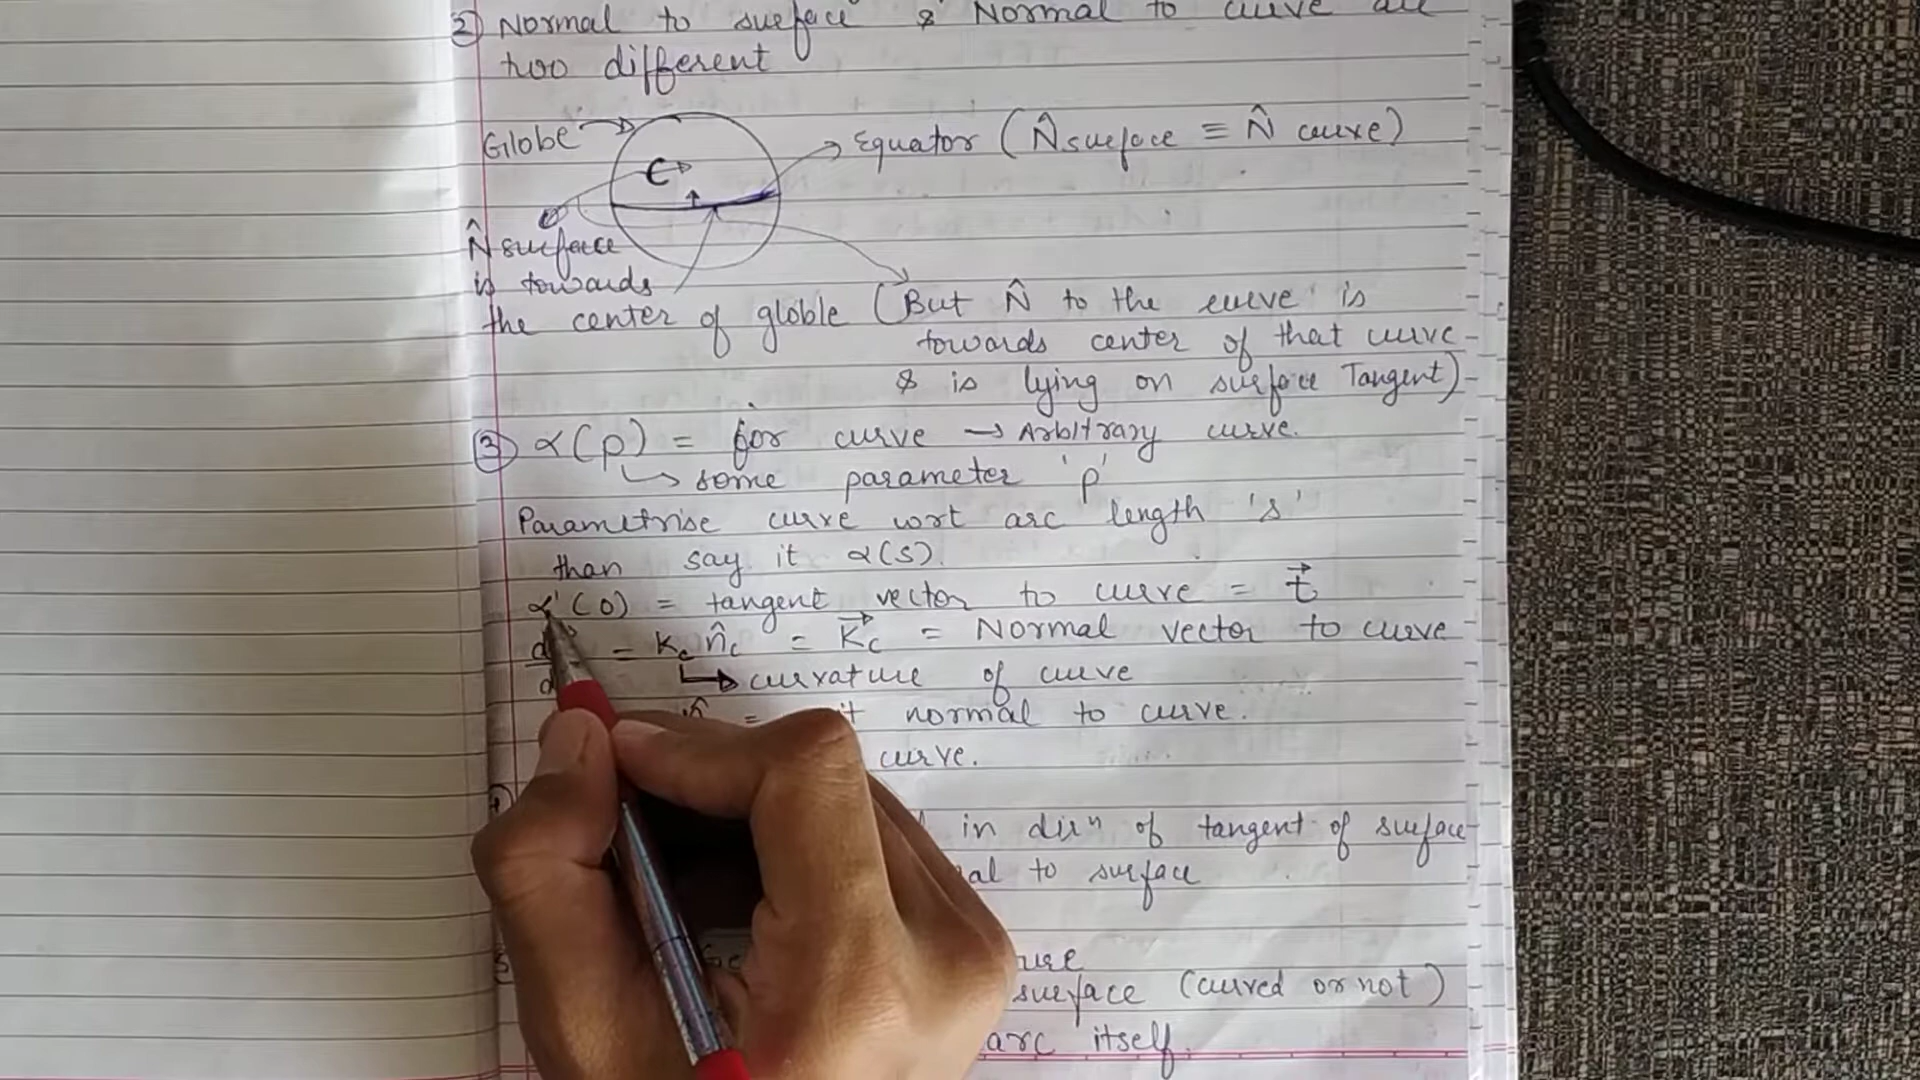 ② Normal to surface & Normal to curve are
two different
Globe
C
Equator (N̂ surface ≡ N̂ curve)
N̂ surface
is towards
the center of globle (But N̂ to the curve is
towards center of that curve
& is lying on surface Tangent)
③ α(p) = for curve → Arbitrary curve.
↳ some parameter 'p'
Parametrise curve wrt arc length 's'
than say it α(s).
α'(0) = tangent vector to curve = t⃗
= K_c n̂_c = K⃗_c = Normal vector to curve
↳ curvature of curve
normal to curve.
curve.
in dirⁿ of tangent of surface
to surface
surface (curved or not)
arc itself.